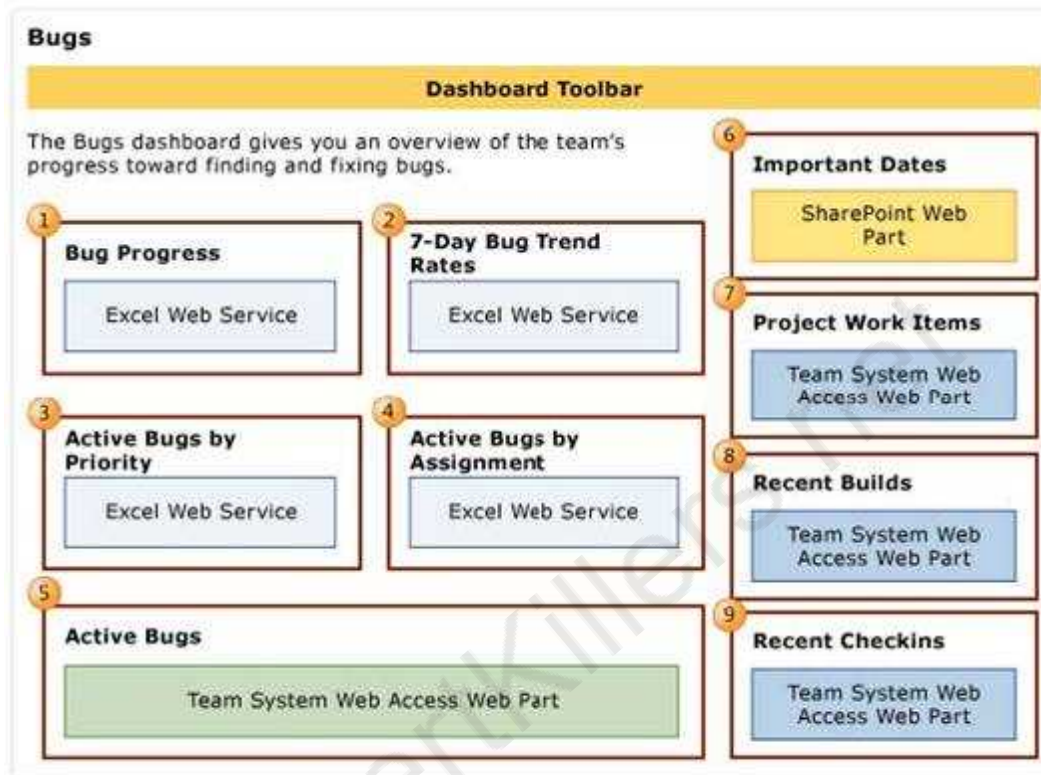 Bugs
Dashboard Toolbar
The Bugs dashboard gives you an overview of the team's
progress toward finding and fixing bugs.
1
Bug Progress
Excel Web Service
2
7-Day Bug Trend
Rates
Excel Web Service
3
Active Bugs by
Priority
Excel Web Service
4
Active Bugs by
Assignment
Excel Web Service
5
Active Bugs
Team System Web Access Web Part
6
Important Dates
SharePoint Web
Part
7
Project Work Items
Team System Web
Access Web Part
8
Recent Builds
Team System Web
Access Web Part
9
Recent Checkins
Team System Web
Access Web Part